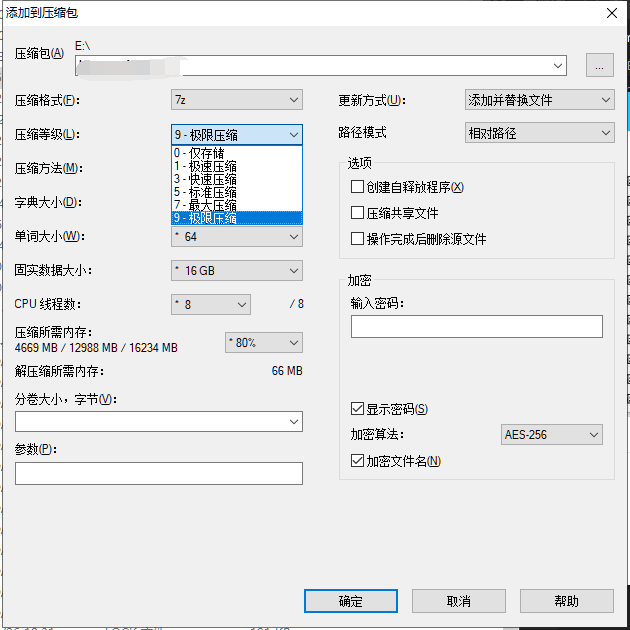 添加到压缩包
压缩包(A)
E:\
...
压缩格式(F):
7z
更新方式(U):
添加并替换文件
压缩等级(L):
9 - 极限压缩
路径模式
相对路径
0 - 仅存储
1 - 极速压缩
3 - 快速压缩
5 - 标准压缩
7 - 最大压缩
9 - 极限压缩
压缩方法(M):
字典大小(D):
单词大小(W):
* 64
固实数据大小:
* 16 GB
CPU 线程数:
* 8
/ 8
压缩所需内存:
4669 MB / 12988 MB / 16234 MB
* 80%
解压缩所需内存:
66 MB
分卷大小，字节(V):
参数(P):
选项
创建自释放程序(X)
压缩共享文件
操作完成后删除源文件
加密
输入密码:
显示密码(S)
加密算法:
AES-256
加密文件名(N)
确定
取消
帮助